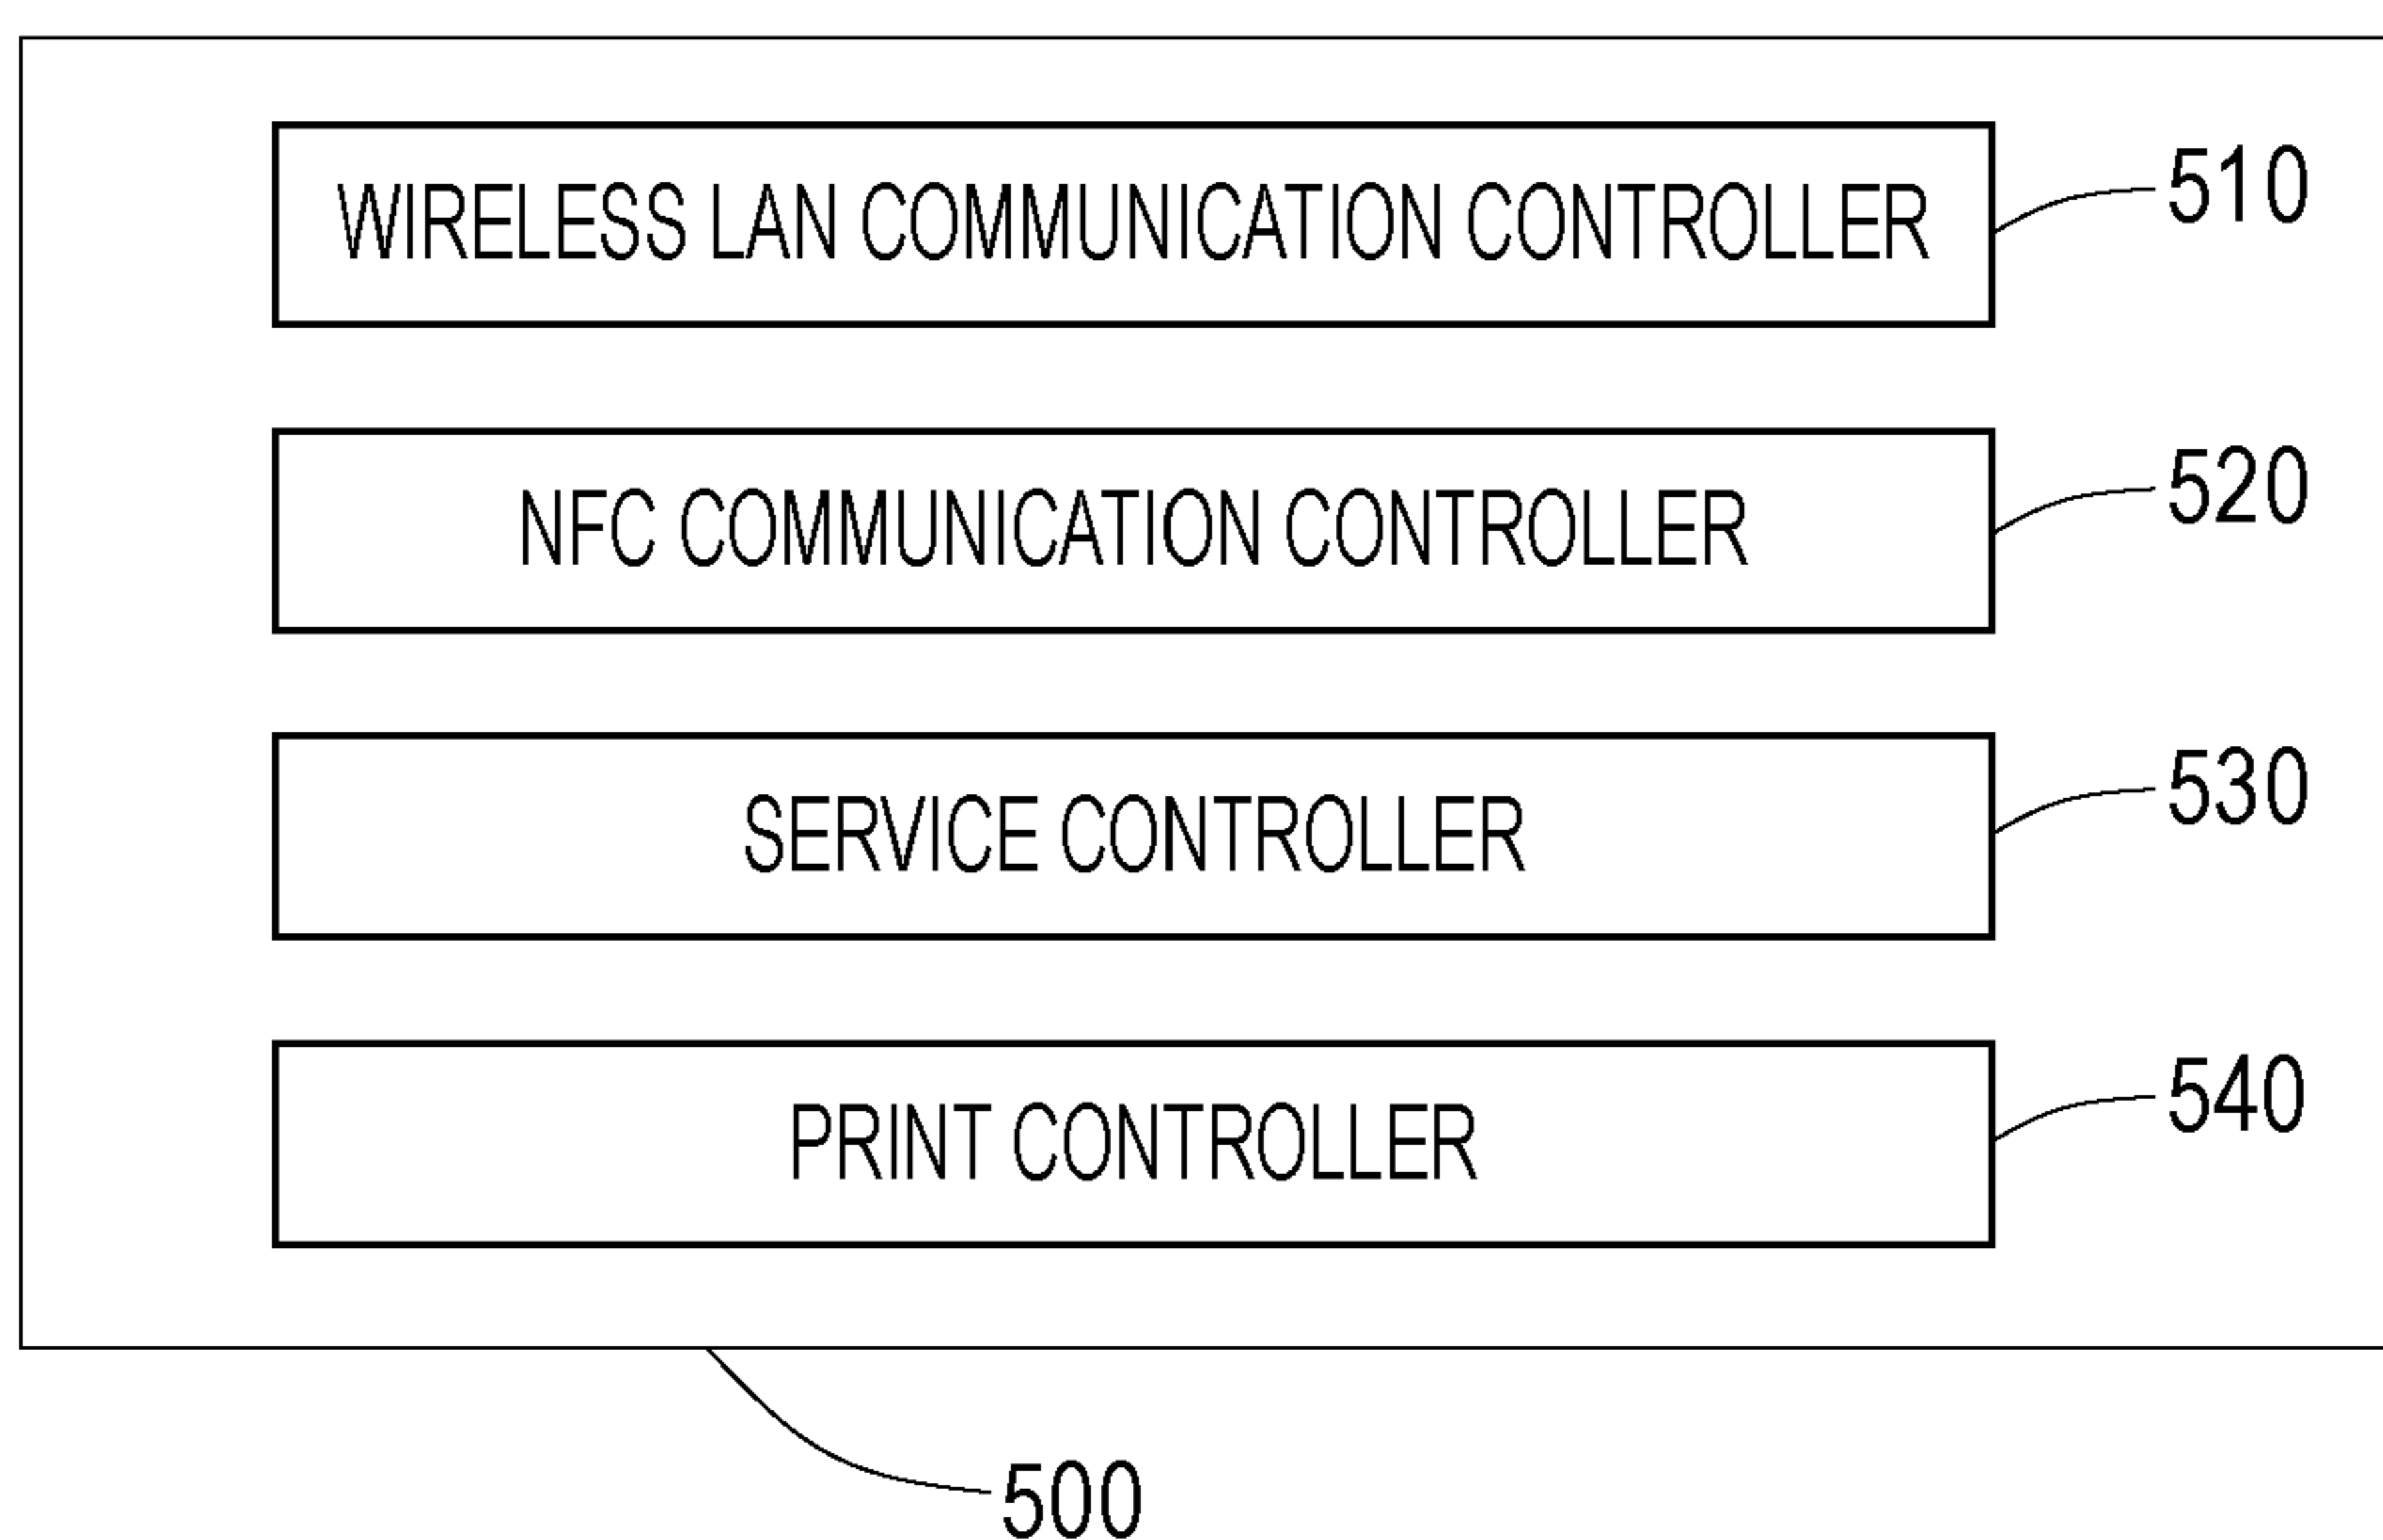 WIRELESS LAN COMMUNICATION CONTROLLER 510
NFC COMMUNICATION CONTROLLER 520
SERVICE CONTROLLER 530
PRINT CONTROLLER 540
500